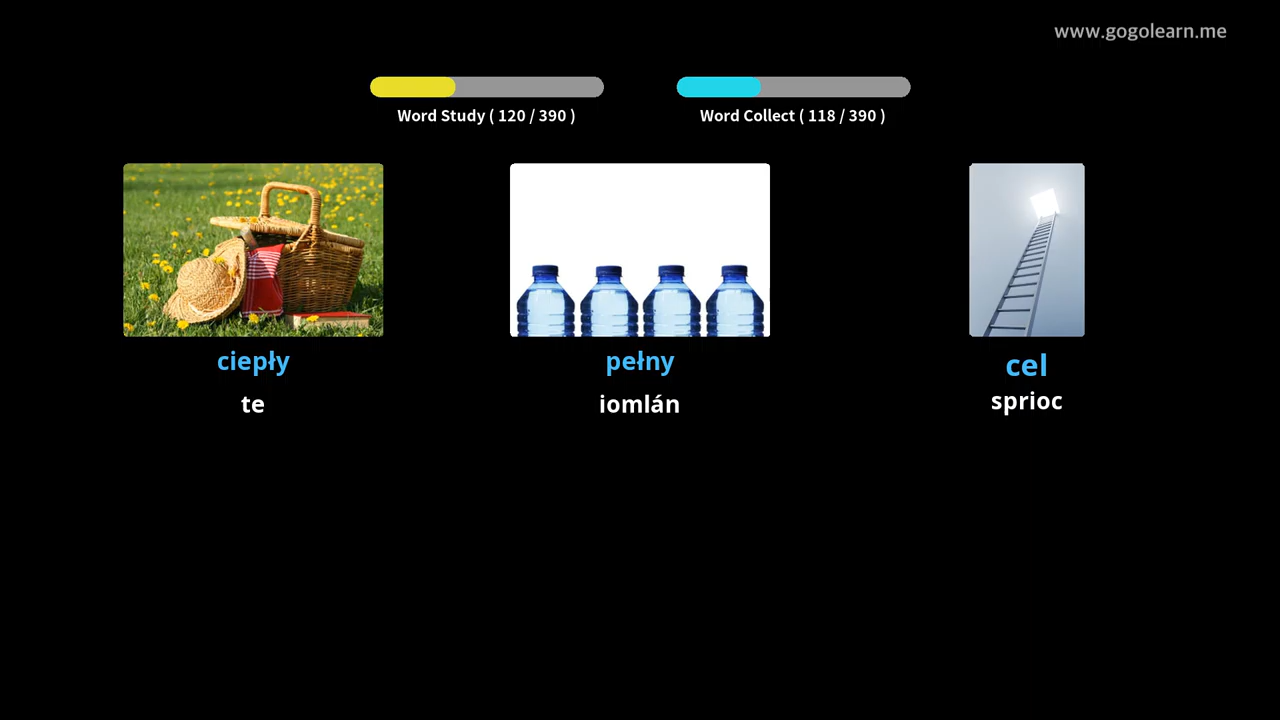 www.gogolearn.me
Word Study ( 120 / 390 )
Word Collect ( 118 / 390 )
ciepły
te
pełny
iomlán
cel
sprioc